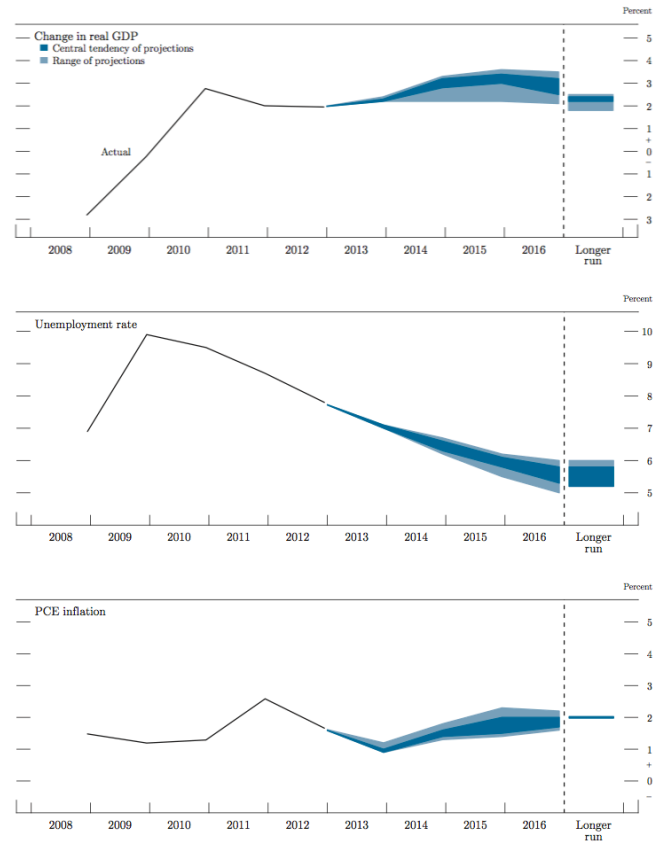 Percent
Change in real GDP
Central tendency of projections
Range of projections
Actual
5
4
3
2
1
+
0
–
1
2
3
2008 2009 2010 2011 2012 2013 2014 2015 2016 Longer
run
Percent
Unemployment rate
10
9
8
7
6
5
2008 2009 2010 2011 2012 2013 2014 2015 2016 Longer
run
Percent
PCE inflation
5
4
3
2
1
+
0
–
2008 2009 2010 2011 2012 2013 2014 2015 2016 Longer
run